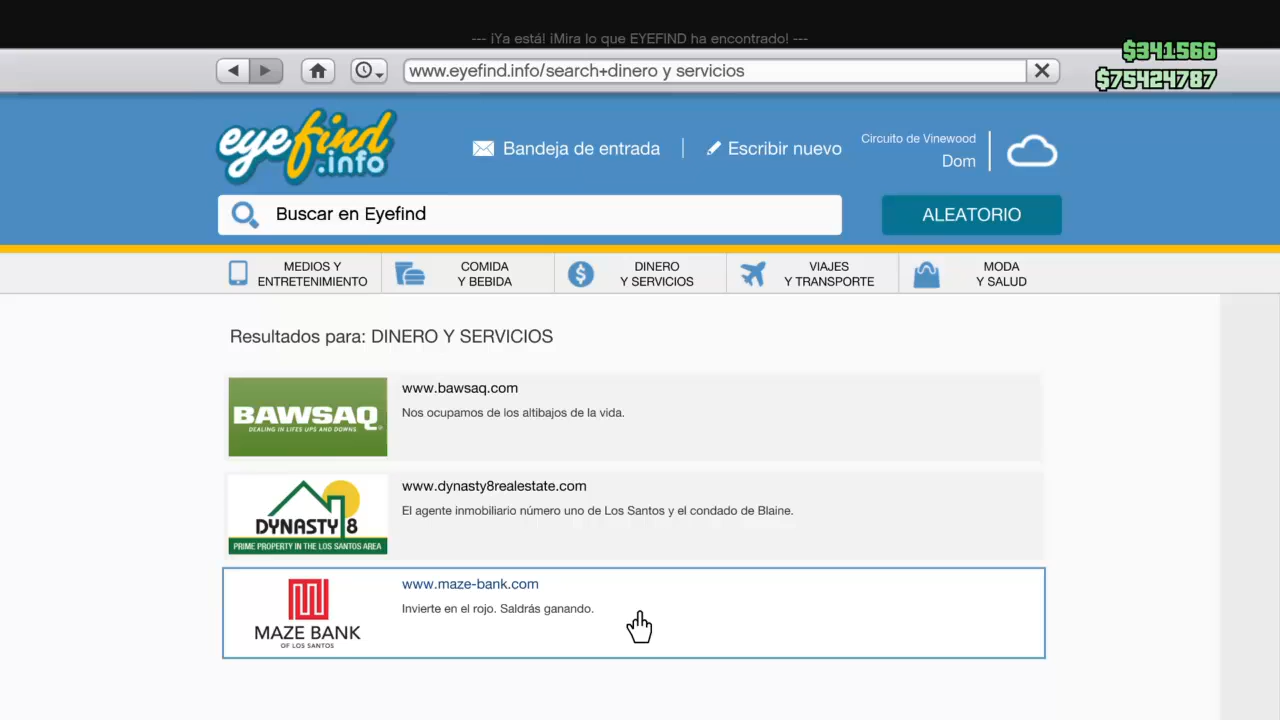 --- ¡Ya está! ¡Mira lo que EYEFIND ha encontrado! ---
$341566
$75424787
www.eyefind.info/search+dinero y servicios
eyefind.info
Bandeja de entrada
Escribir nuevo
Circuito de Vinewood
Dom
Buscar en Eyefind
ALEATORIO
MEDIOS Y
ENTRETENIMIENTO
COMIDA
Y BEBIDA
DINERO
Y SERVICIOS
VIAJES
Y TRANSPORTE
MODA
Y SALUD
Resultados para: DINERO Y SERVICIOS
BAWSAQ
DEALING IN LIFES UPS AND DOWNS
www.bawsaq.com
Nos ocupamos de los altibajos de la vida.
DYNASTY 8
PRIME PROPERTY IN THE LOS SANTOS AREA
www.dynasty8realestate.com
El agente inmobiliario número uno de Los Santos y el condado de Blaine.
MAZE BANK
OF LOS SANTOS
www.maze-bank.com
Invierte en el rojo. Saldrás ganando.